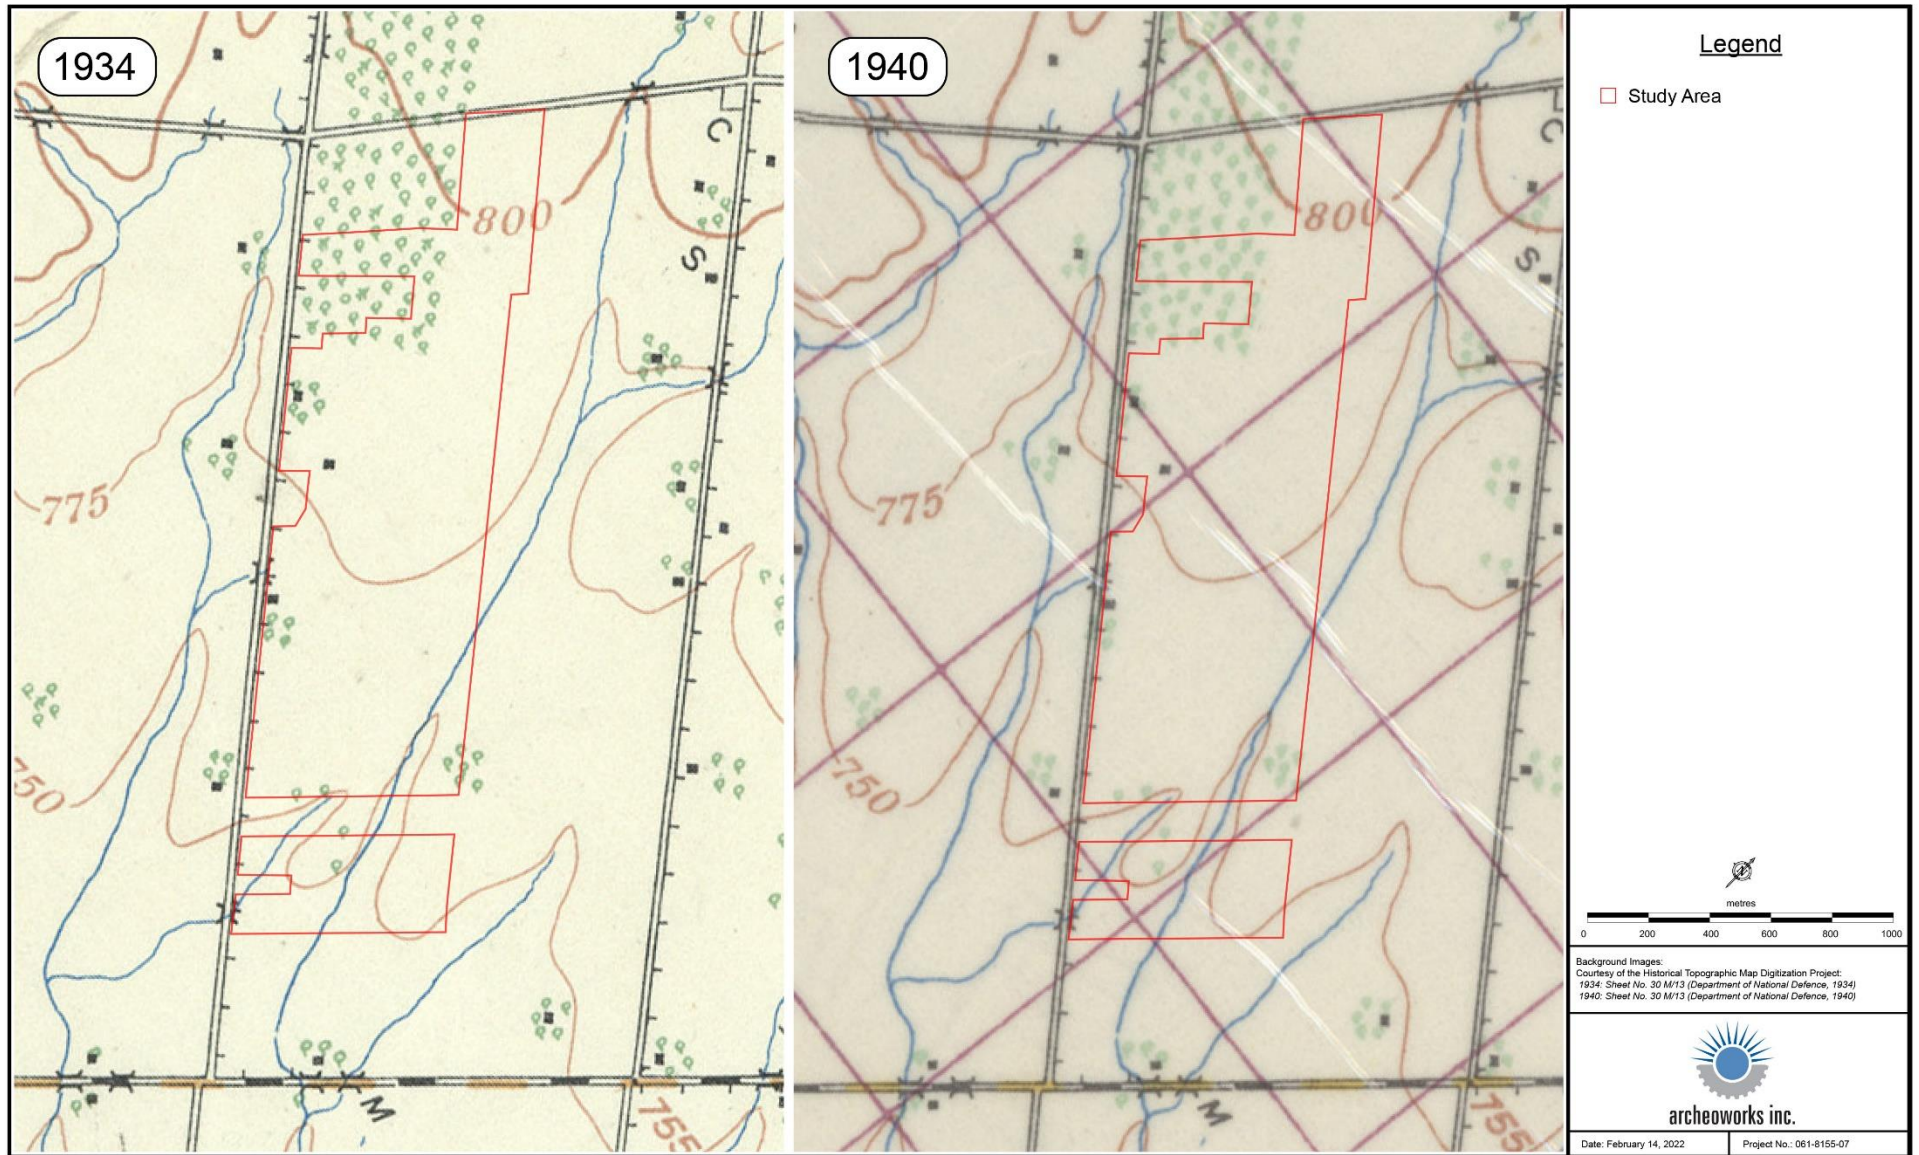 1934
800
C
S
775
750
M
755
1940
800
C
S
775
750
M
755
Legend
Study Area
N
metres
0 200 400 600 800 1000
Background Images:
Courtesy of the Historical Topographic Map Digitization Project:
1934: Sheet No. 30 M/13 (Department of National Defence, 1934)
1940: Sheet No. 30 M/13 (Department of National Defence, 1940)
archeoworks inc.
Date: February 14, 2022
Project No.: 061-8155-07